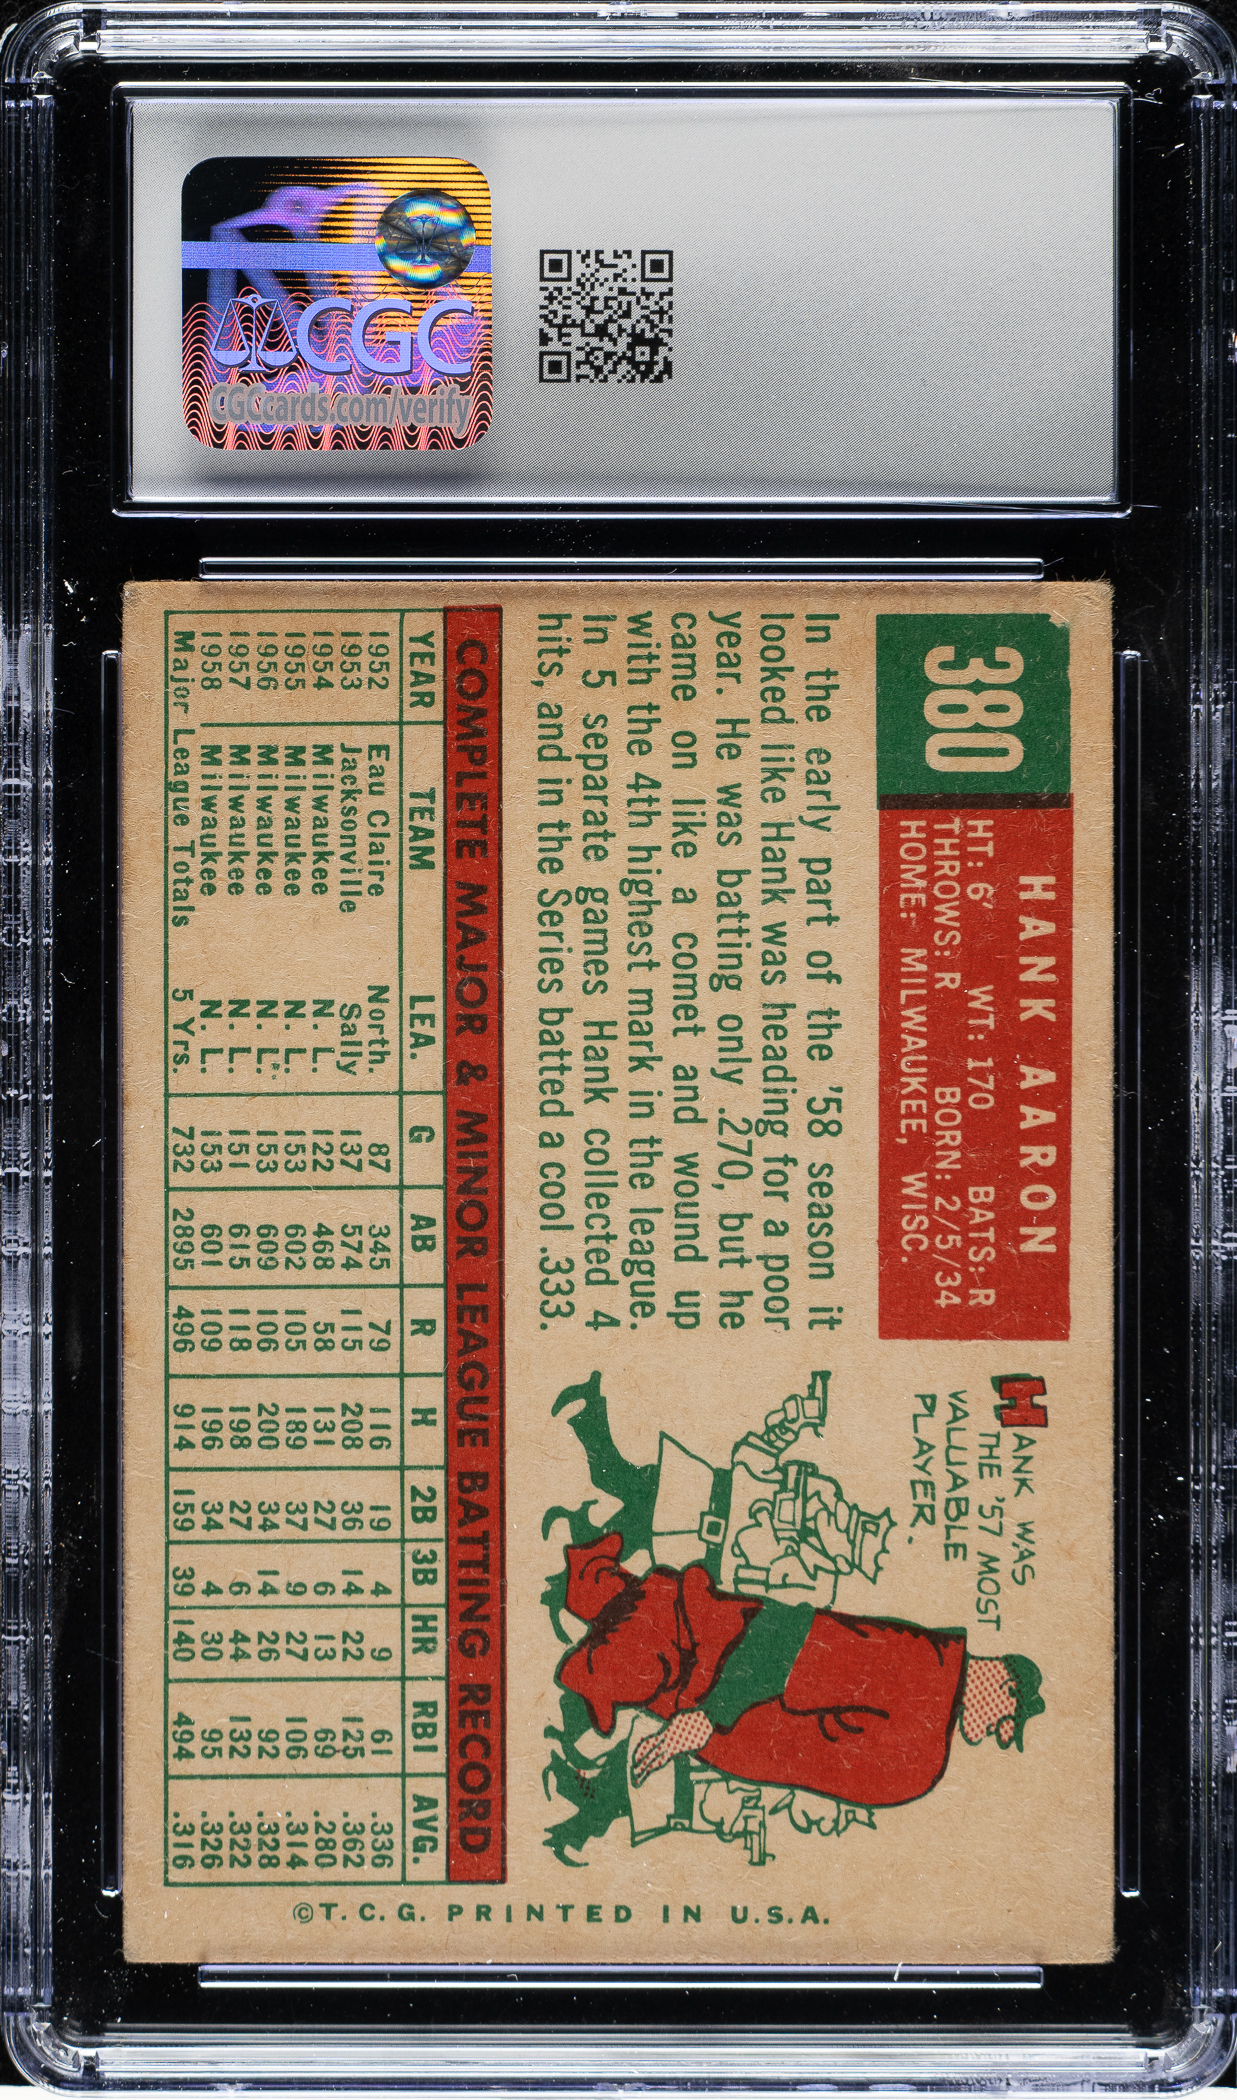 CGC
CGCcards.com/verify
380
HANK AARON
HT: 6' WT: 170 BATS: R
THROWS: R BORN: 2/5/34
HOME: MILWAUKEE, WISC.
In the early part of the '58 season it
looked like Hank was heading for a poor
year. He was batting only .270, but he
came on like a comet and wound up
with the 4th highest mark in the league.
In 5 separate games Hank collected 4
hits, and in the Series batted a cool .333.
HANK WAS
THE '57 MOST
VALUABLE
PLAYER.
COMPLETE MAJOR & MINOR LEAGUE BATTING RECORD
YEAR TEAM LEA. G AB R H 2B 3B HR RBI AVG.
1952 Eau Claire North. 87 345 79 116 19 4 9 61 .336
1953 Jacksonville Sally 137 574 115 208 36 14 22 125 .362
1954 Milwaukee N. L. 122 468 58 131 27 6 13 69 .280
1955 Milwaukee N. L. 153 602 105 189 37 9 27 106 .314
1956 Milwaukee N. L. 153 609 106 200 34 14 26 92 .328
1957 Milwaukee N. L. 151 615 118 198 27 6 44 132 .322
1958 Milwaukee N. L. 153 601 109 196 34 4 30 95 .326
Major League Totals 5 Yrs. 732 2895 496 914 159 39 140 494 .316
©T. C. G. PRINTED IN U.S.A.